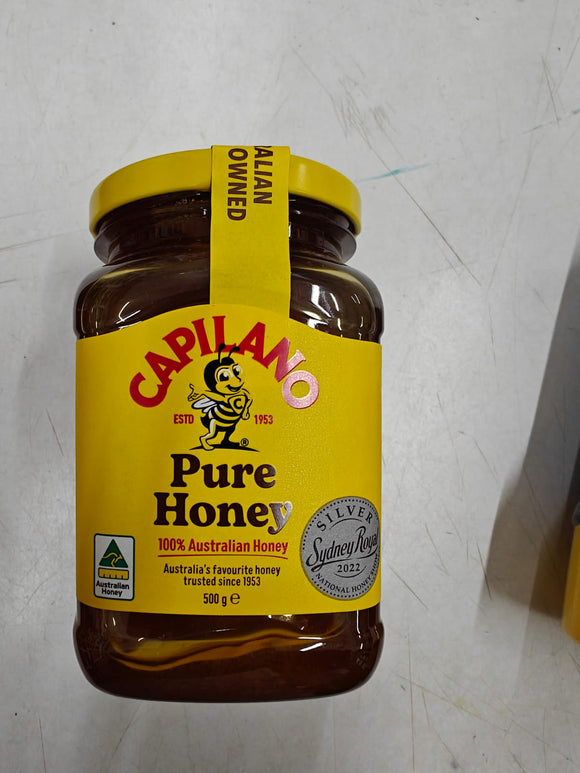 ALIAN
OWNED
CAPILANO
ESTD 1953
C
®
Pure
Honey
100% Australian Honey
Australia's favourite honey
trusted since 1953
500 g ℮
Australian
Honey
SILVER
Sydney Royal
2022
NATIONAL HONEY